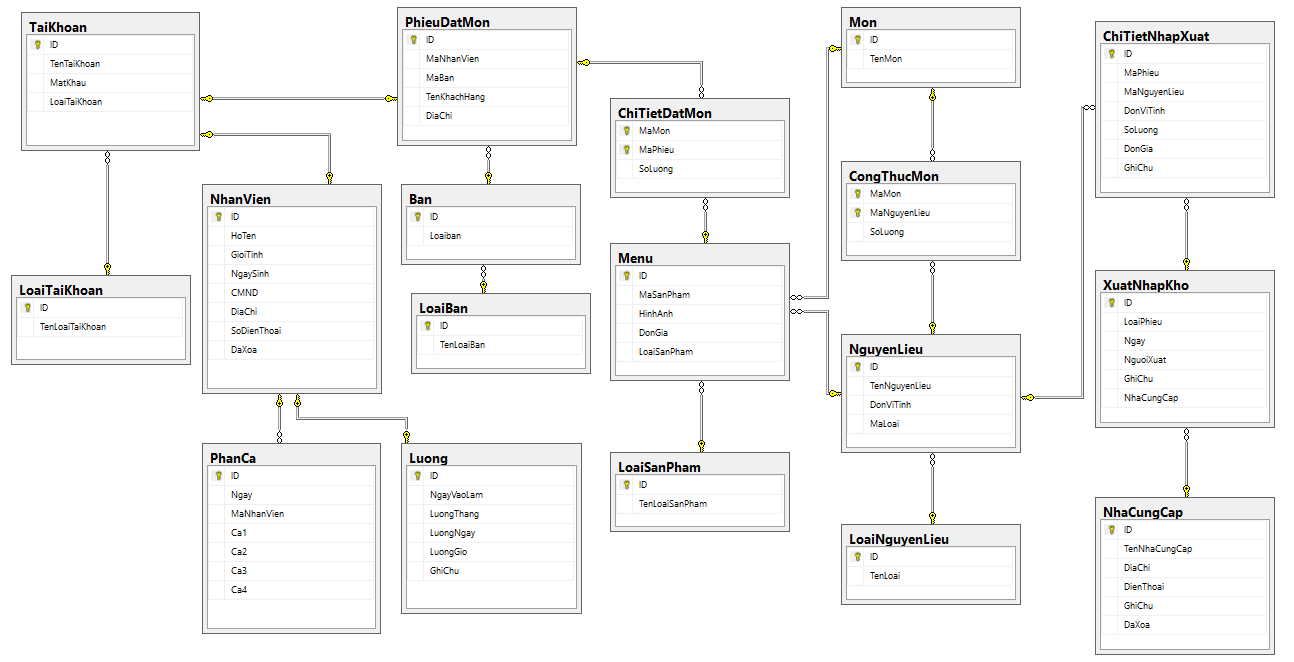 TaiKhoan
ID
TenTaiKhoan
MatKhau
LoaiTaiKhoan
PhieuDatMon
ID
MaNhanVien
MaBan
TenKhachHang
DiaChi
Mon
ID
TenMon
ChiTietNhapXuat
ID
MaPhieu
MaNguyenLieu
DonViTinh
SoLuong
DonGia
GhiChu
ChiTietDatMon
MaMon
MaPhieu
SoLuong
CongThucMon
MaMon
MaNguyenLieu
SoLuong
NhanVien
ID
HoTen
GioiTinh
NgaySinh
CMND
DiaChi
SoDienThoai
DaXoa
Ban
ID
Loaiban
Menu
ID
MaSanPham
HinhAnh
DonGia
LoaiSanPham
LoaiTaiKhoan
ID
TenLoaiTaiKhoan
LoaiBan
ID
TenLoaiBan
XuatNhapKho
ID
LoaiPhieu
Ngay
NguoiXuat
GhiChu
NhaCungCap
NguyenLieu
ID
TenNguyenLieu
DonViTinh
MaLoai
PhanCa
ID
Ngay
MaNhanVien
Ca1
Ca2
Ca3
Ca4
Luong
ID
NgayVaoLam
LuongThang
LuongNgay
LuongGio
GhiChu
LoaiSanPham
ID
TenLoaiSanPham
LoaiNguyenLieu
ID
TenLoai
NhaCungCap
ID
TenNhaCungCap
DiaChi
DienThoai
GhiChu
DaXoa